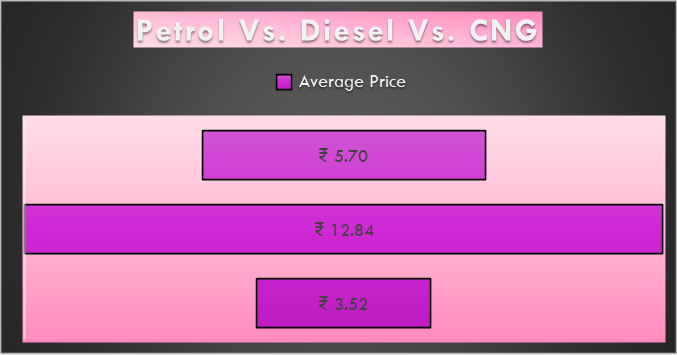 Petrol Vs. Diesel Vs. CNG
Average Price
₹ 5.70
₹ 12.84
₹ 3.52